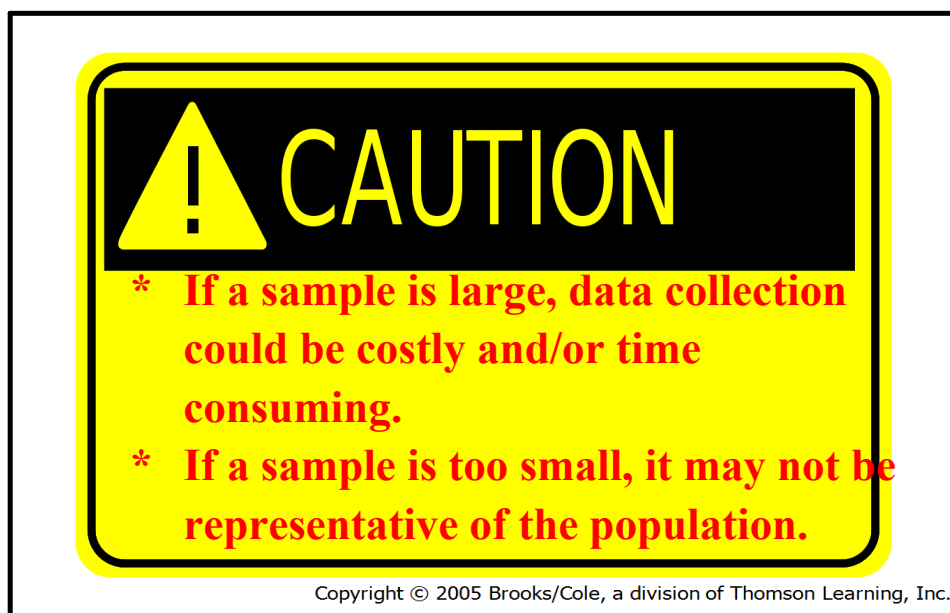 ! CAUTION
* If a sample is large, data collection
could be costly and/or time
consuming.
* If a sample is too small, it may not be
representative of the population.
Copyright © 2005 Brooks/Cole, a division of Thomson Learning, Inc.